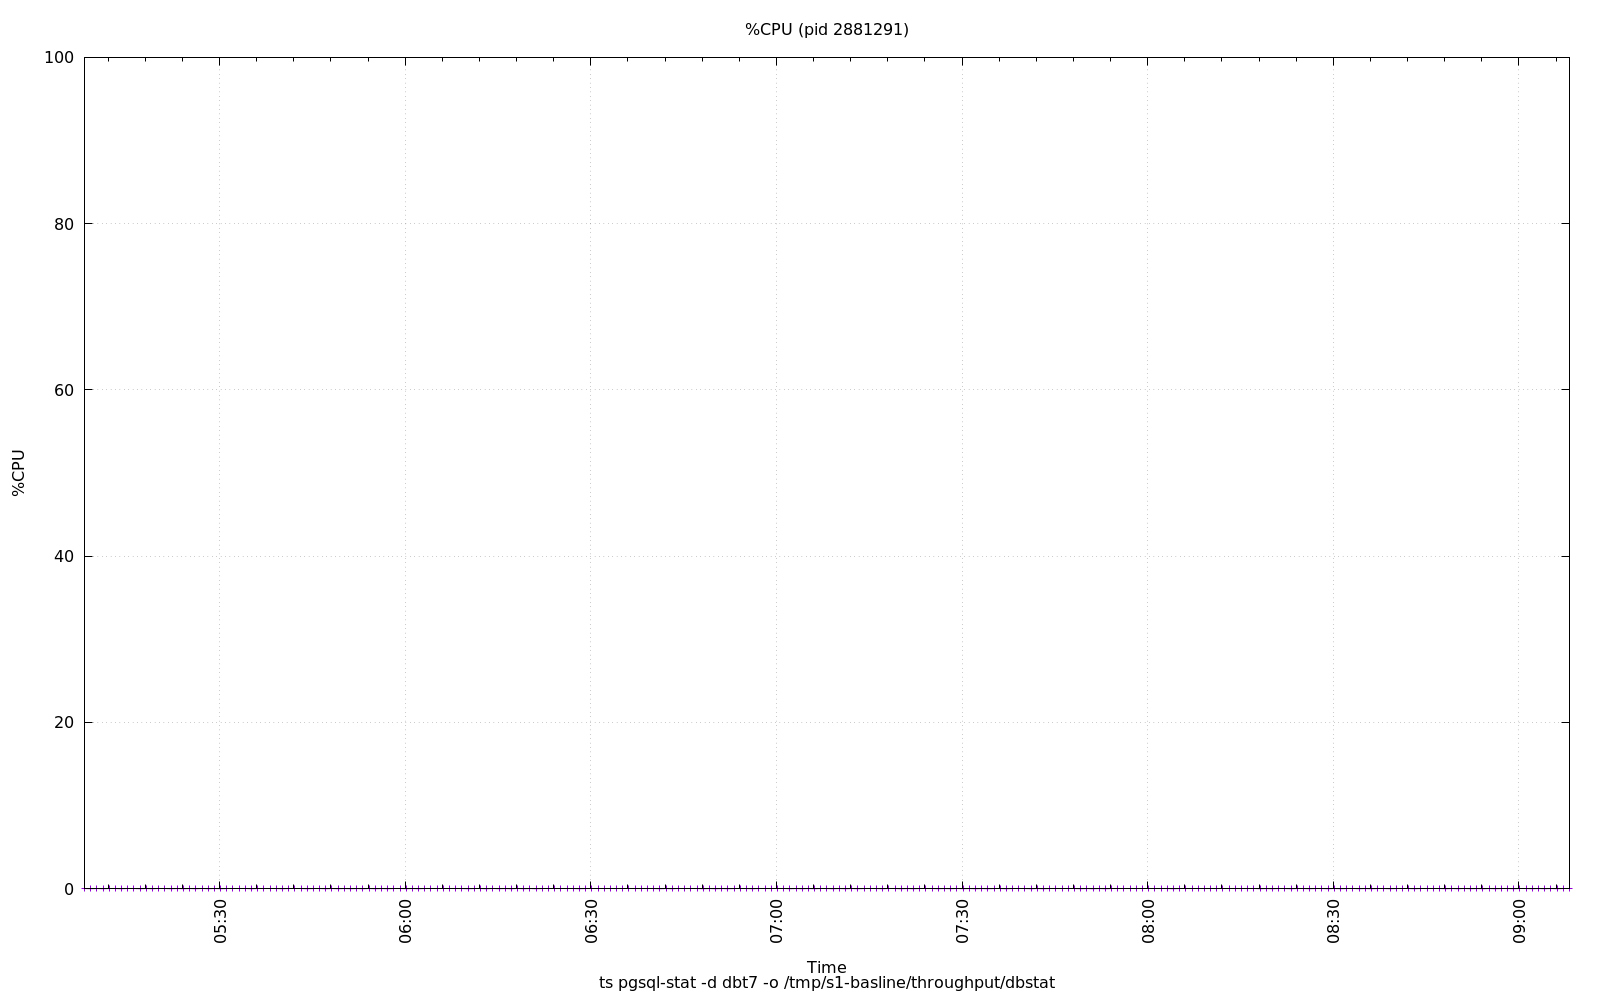 %CPU (pid 2881291)
100
80
60
40
20
0
%CPU
05:30 06:00 06:30 07:00 07:30 08:00 08:30 09:00
Time
ts pgsql-stat -d dbt7 -o /tmp/s1-basline/throughput/dbstat